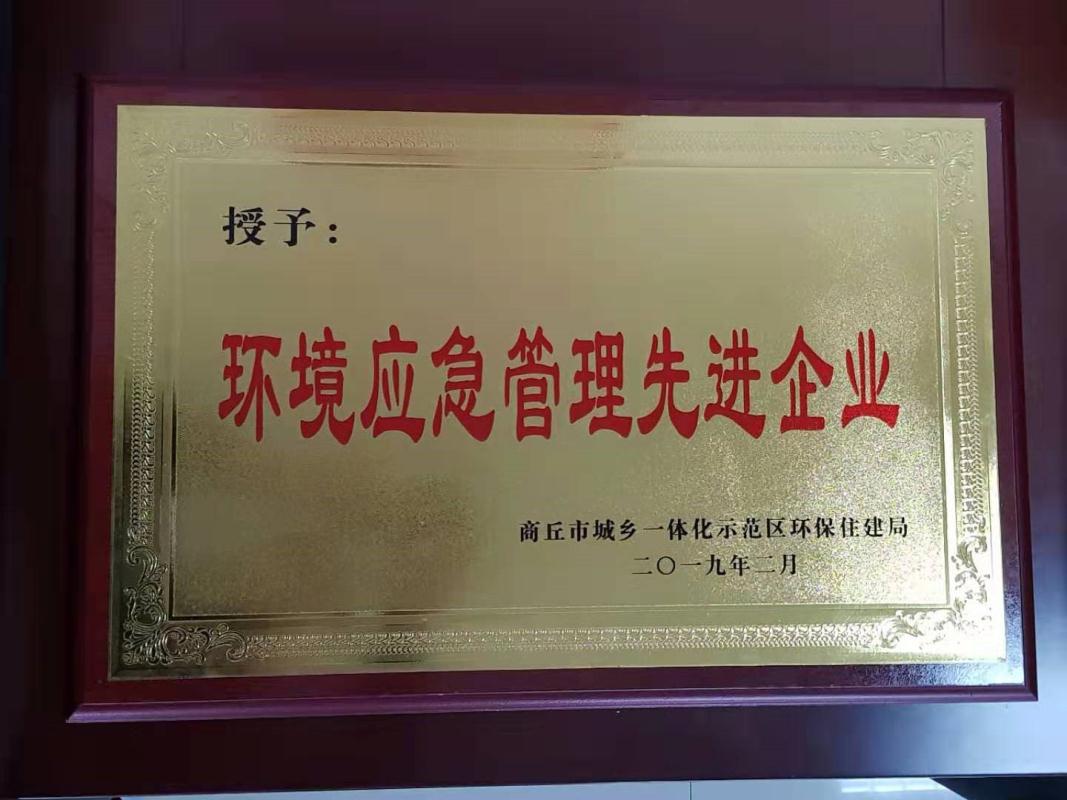 授予：
环境应急管理先进企业
商丘市城乡一体化示范区环保住建局
二〇一九年二月